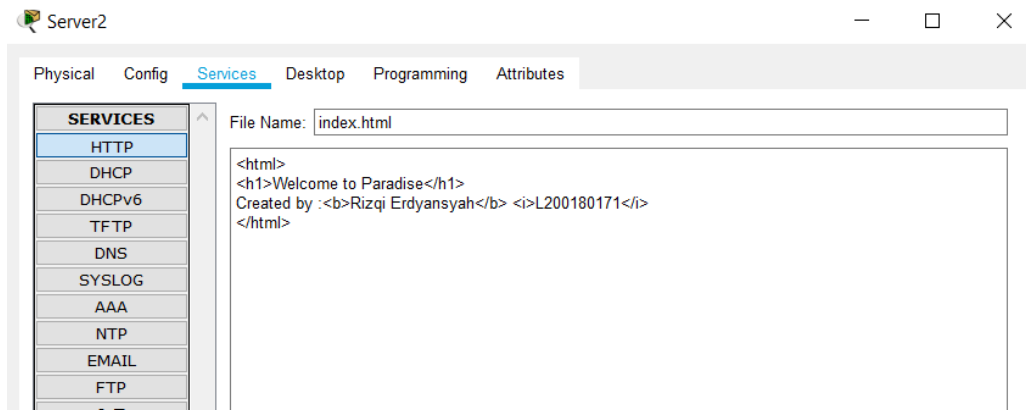 Server2
Physical Config Services Desktop Programming Attributes
SERVICES
HTTP
DHCP
DHCPv6
TFTP
DNS
SYSLOG
AAA
NTP
EMAIL
FTP
File Name: index.html
<html>
<h1>Welcome to Paradise</h1>
Created by :<b>Rizqi Erdyansyah</b> <i>L200180171</i>
</html>